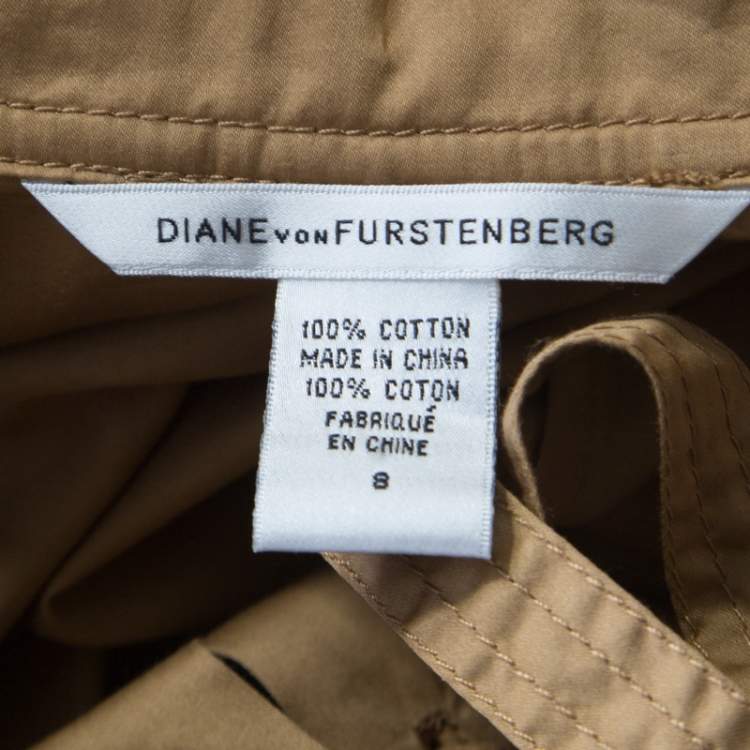 DIANE VON FURSTENBERG
100% COTTON
MADE IN CHINA
100% COTON
FABRIQUÉ
EN CHINE
8